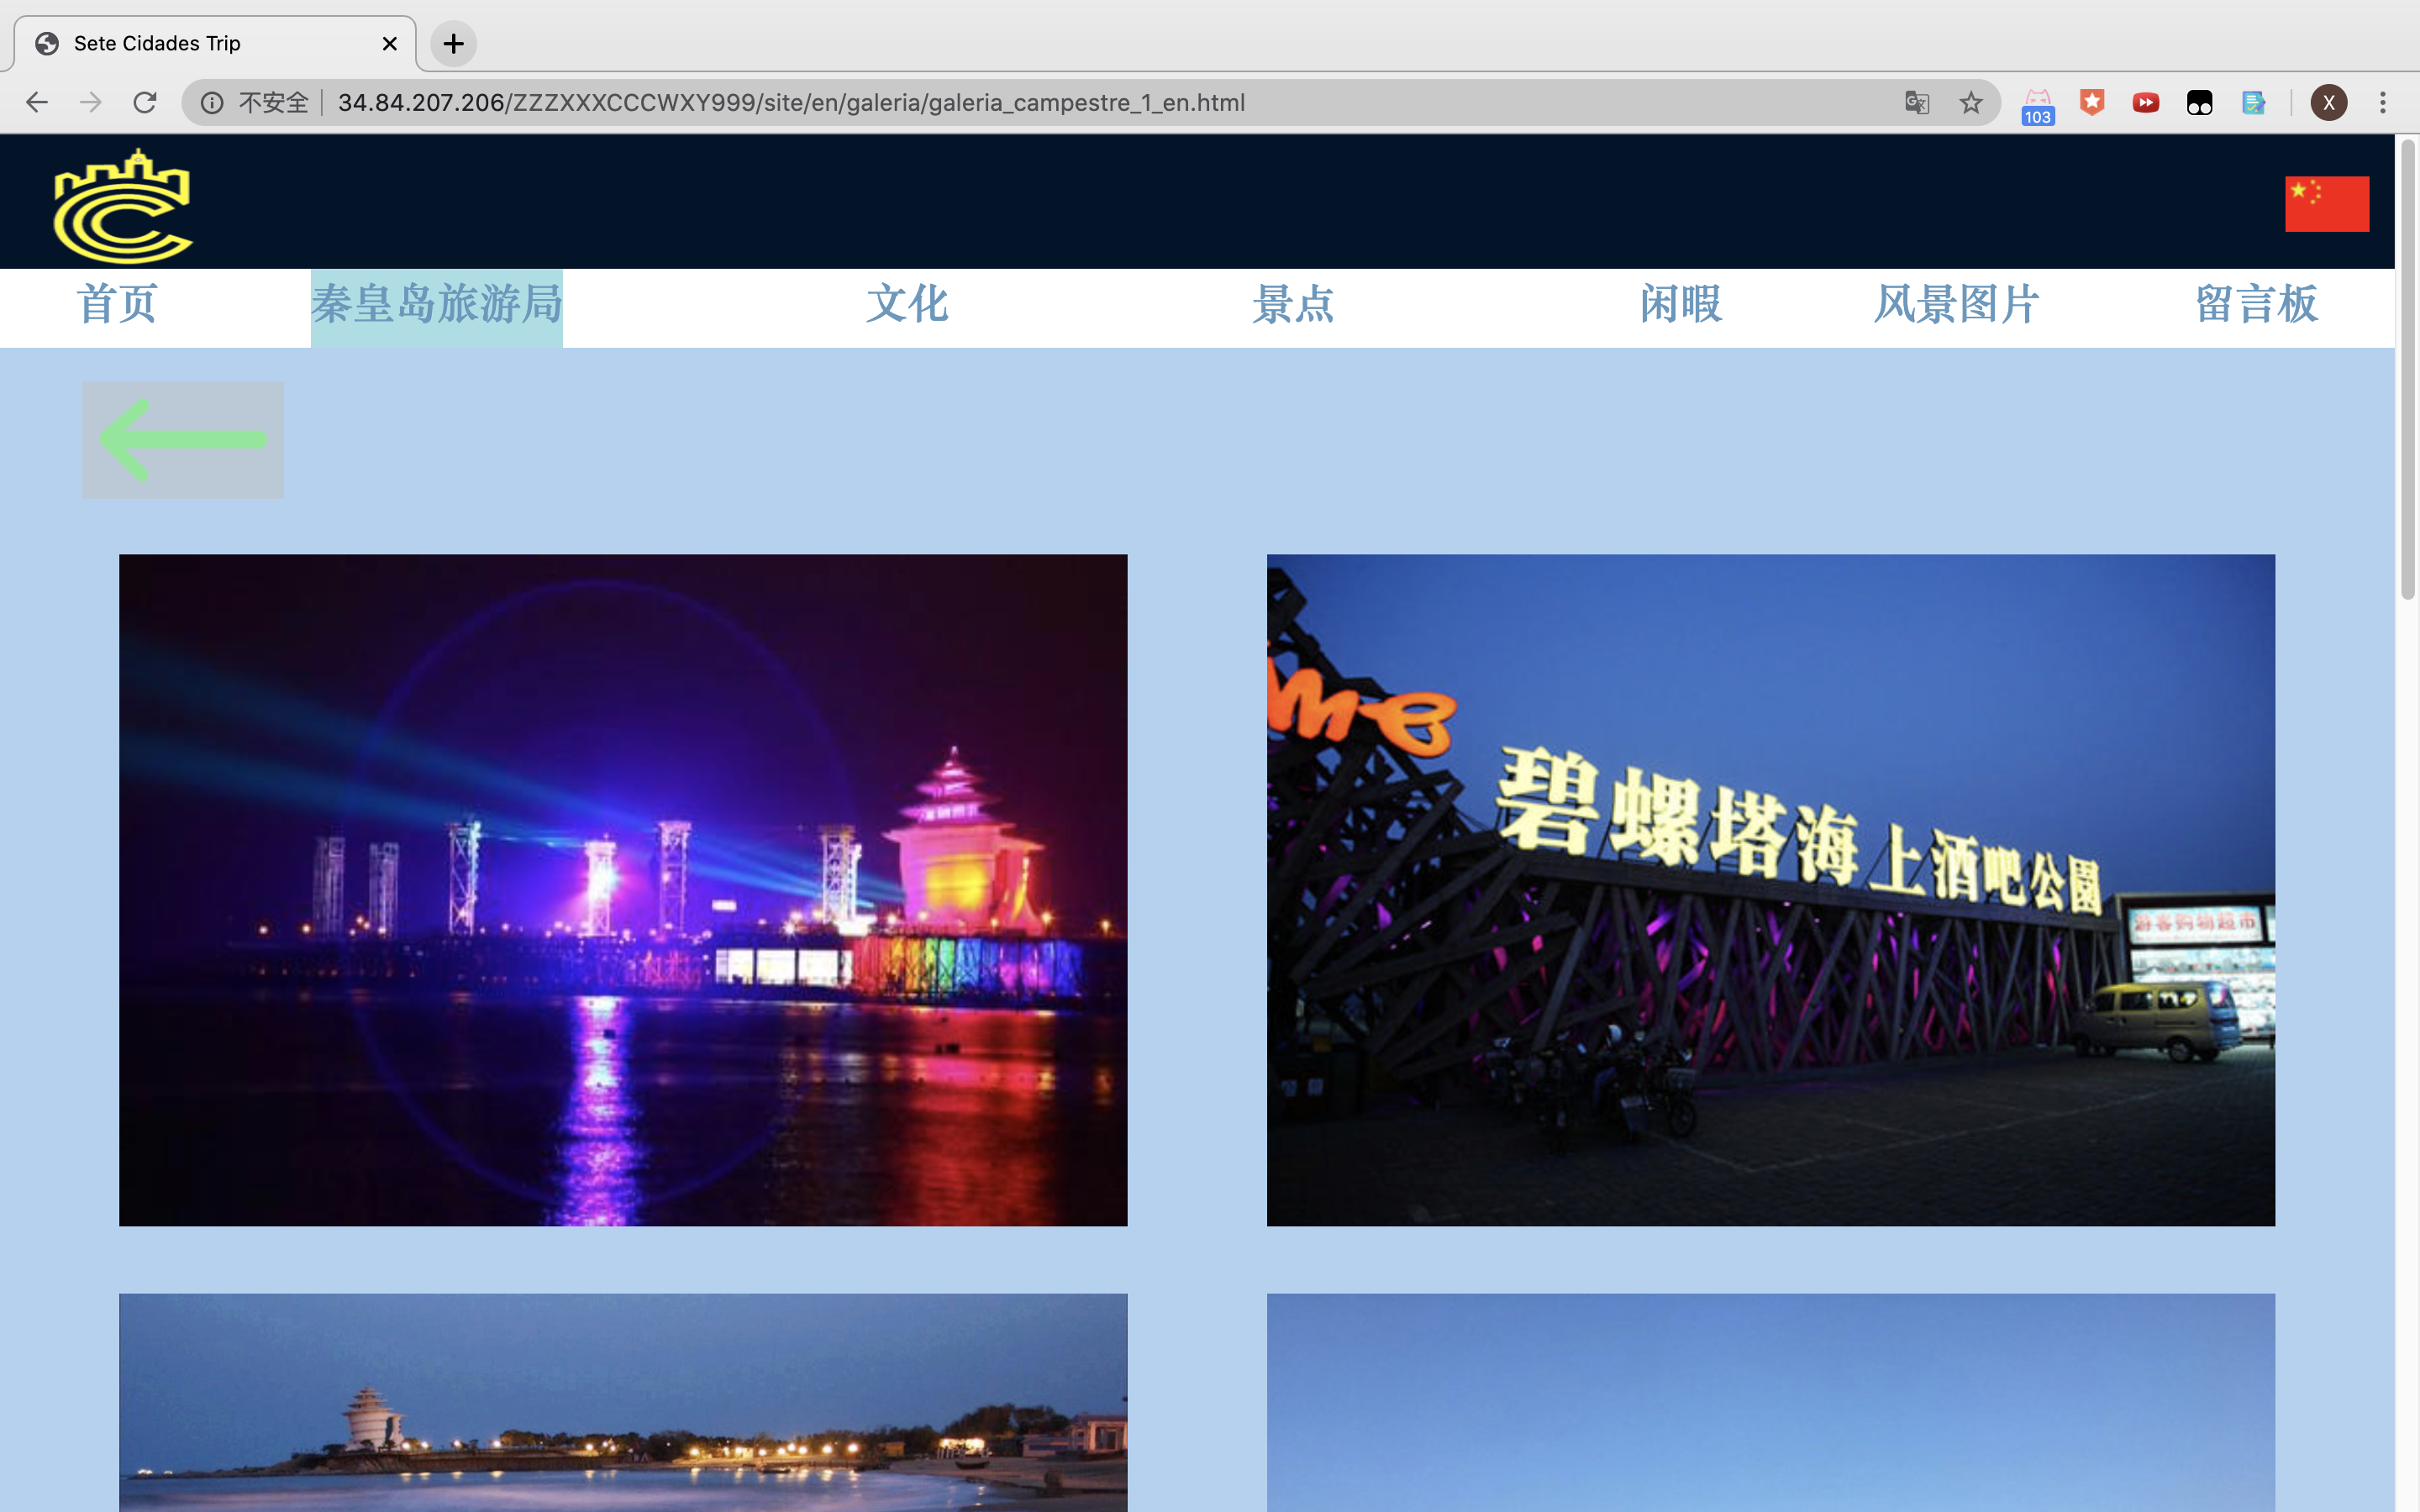 Sete Cidades Trip
不安全
34.84.207.206/ZZZXXXCCCWXY999/site/en/galeria/galeria_campestre_1_en.html
103
X
首页 秦皇岛旅游局 文化 景点 闲暇 风景图片 留言板
me
碧螺塔海上酒吧公園
游客购物超市